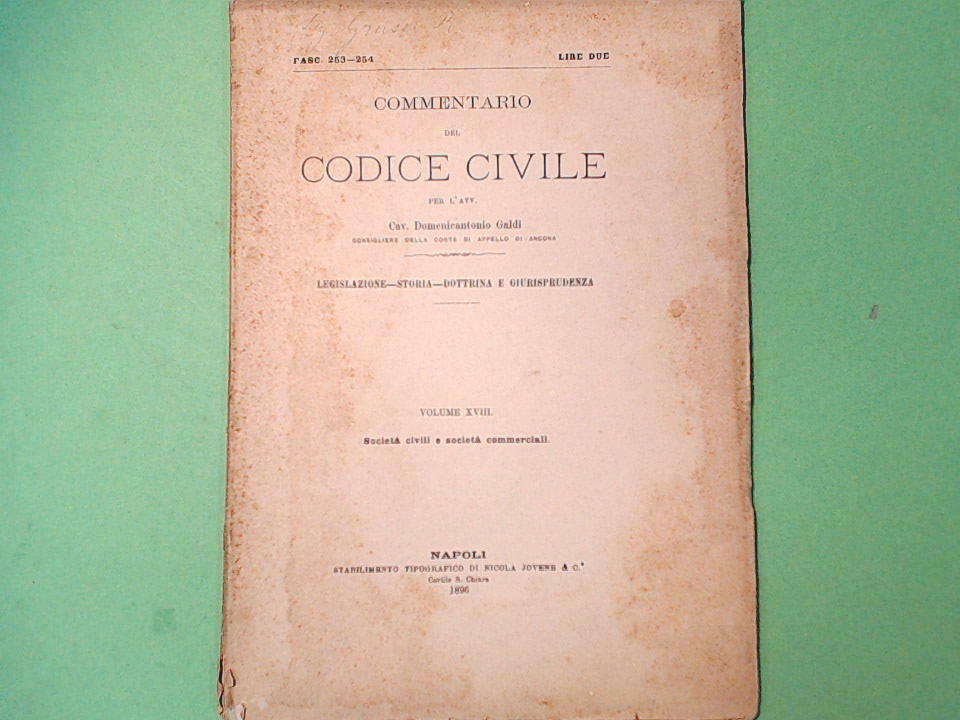 FASC. 253—254 LIRE DUE
COMMENTARIO
DEL
CODICE CIVILE
PER L'AVV.
Cav. Domenicantonio Galdi
CONSIGLIERE DELLA CORTE DI APPELLO DI ANCONA
LEGISLAZIONE—STORIA—DOTTRINA E GIURISPRUDENZA
VOLUME XVIII.
Società civili e società commerciali.
NAPOLI
STABILIMENTO TIPOGRAFICO DI NICOLA JOVENE & C.°
Cortile S. Chiara
1896